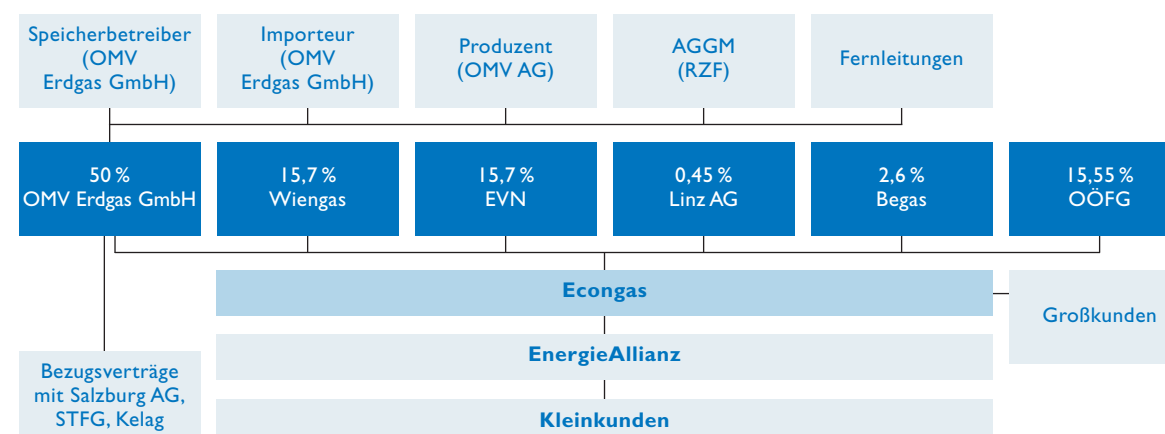 Speicherbetreiber
(OMV
Erdgas GmbH)
Importeur
(OMV
Erdgas GmbH)
Produzent
(OMV AG)
AGGM
(RZF)
Fernleitungen
50 %
OMV Erdgas GmbH
15,7 %
Wiengas
15,7 %
EVN
0,45 %
Linz AG
2,6 %
Begas
15,55 %
OÖFG
Econgas
Großkunden
EnergieAllianz
Bezugsverträge
mit Salzburg AG,
STFG, Kelag
Kleinkunden